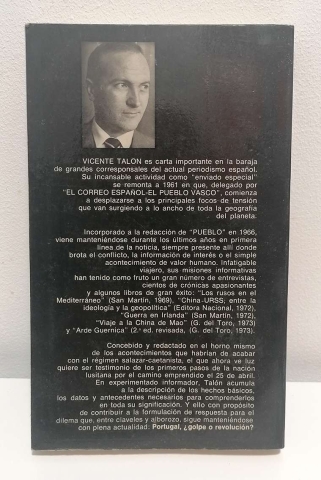 VICENTE TALON es carta importante en la baraja
de grandes corresponsales del actual periodismo español.
Su incansable actividad como "enviado especial"
se remonta a 1961 en que, delegado por
"EL CORREO ESPAÑOL-EL PUEBLO VASCO", comienza
a desplazarse a los principales focos de tensión
que van surgiendo a lo ancho de toda la geografía
del planeta.
Incorporado a la redacción de "PUEBLO" en 1966,
viene manteniéndose durante los últimos años en primera
línea de la noticia, siempre presente allí donde
brota el conflicto, la información de interés o el simple
acontecimiento de valor humano. Infatigable
viajero, sus misiones informativas
han tenido como fruto un gran número de entrevistas,
cientos de crónicas apasionantes
y algunos libros de gran éxito: "Los rusos en el
Mediterráneo" (San Martín, 1969), "China-URSS, entre la
ideología y la geopolítica" (Editora Nacional, 1972),
"Guerra en Irlanda" (San Martín, 1972),
"Viaje a la China de Mao" (G. del Toro, 1973)
y "Arde Guernica" (2.ª ed. revisada, (G. del Toro, 1973).
Concebido y redactado en el horno mismo
de los acontecimientos que habrían de acabar
con el régimen salazar-caetanista, el que ahora ve luz
quiere ser testimonio de los primeros pasos de la nación
lusitana por el camino emprendido el 25 de abril.
En experimentado informador, Talón acumula
a la descripción de los hechos básicos,
los datos y antecedentes necesarios para comprenderlos
en toda su significación. Y ello con propósito
de contribuir a la formulación de respuesta para el
dilema que, entre claveles y alborozo, sigue manteniéndose
con plena actualidad: Portugal, ¿golpe o revolución?